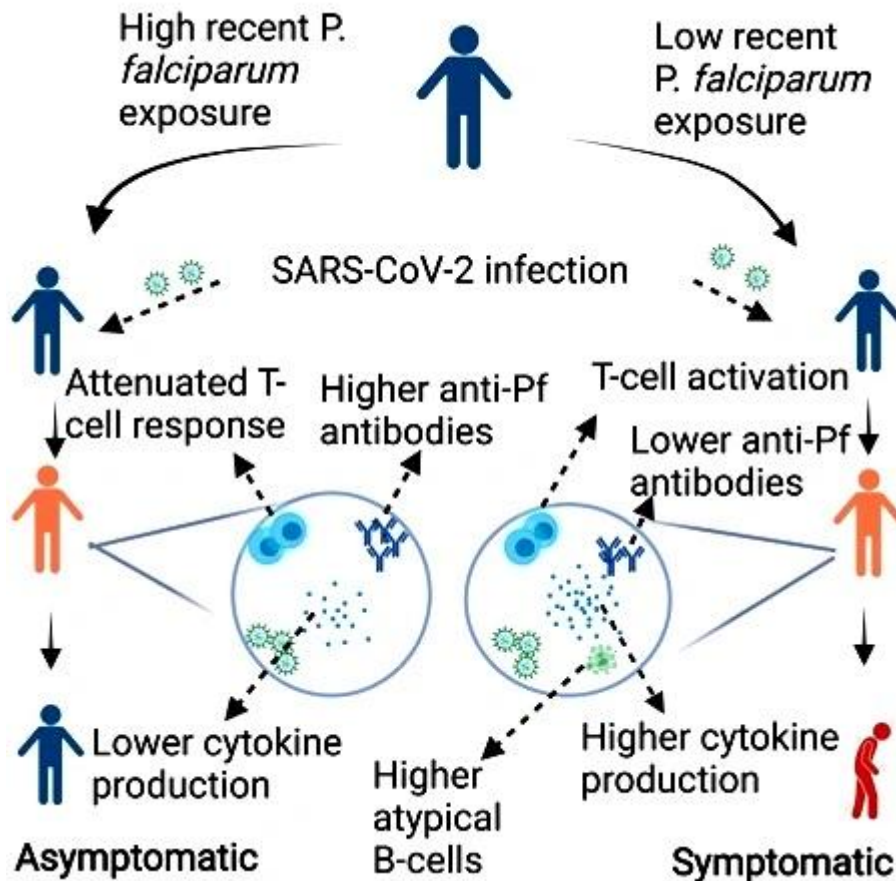 High recent P.
falciparum
exposure
Low recent
P. falciparum
exposure
SARS-CoV-2 infection
Attenuated T-
cell response
Higher anti-Pf
antibodies
T-cell activation
Lower anti-Pf
antibodies
Lower cytokine
production
Higher
atypical
B-cells
Higher cytokine
production
Asymptomatic
Symptomatic